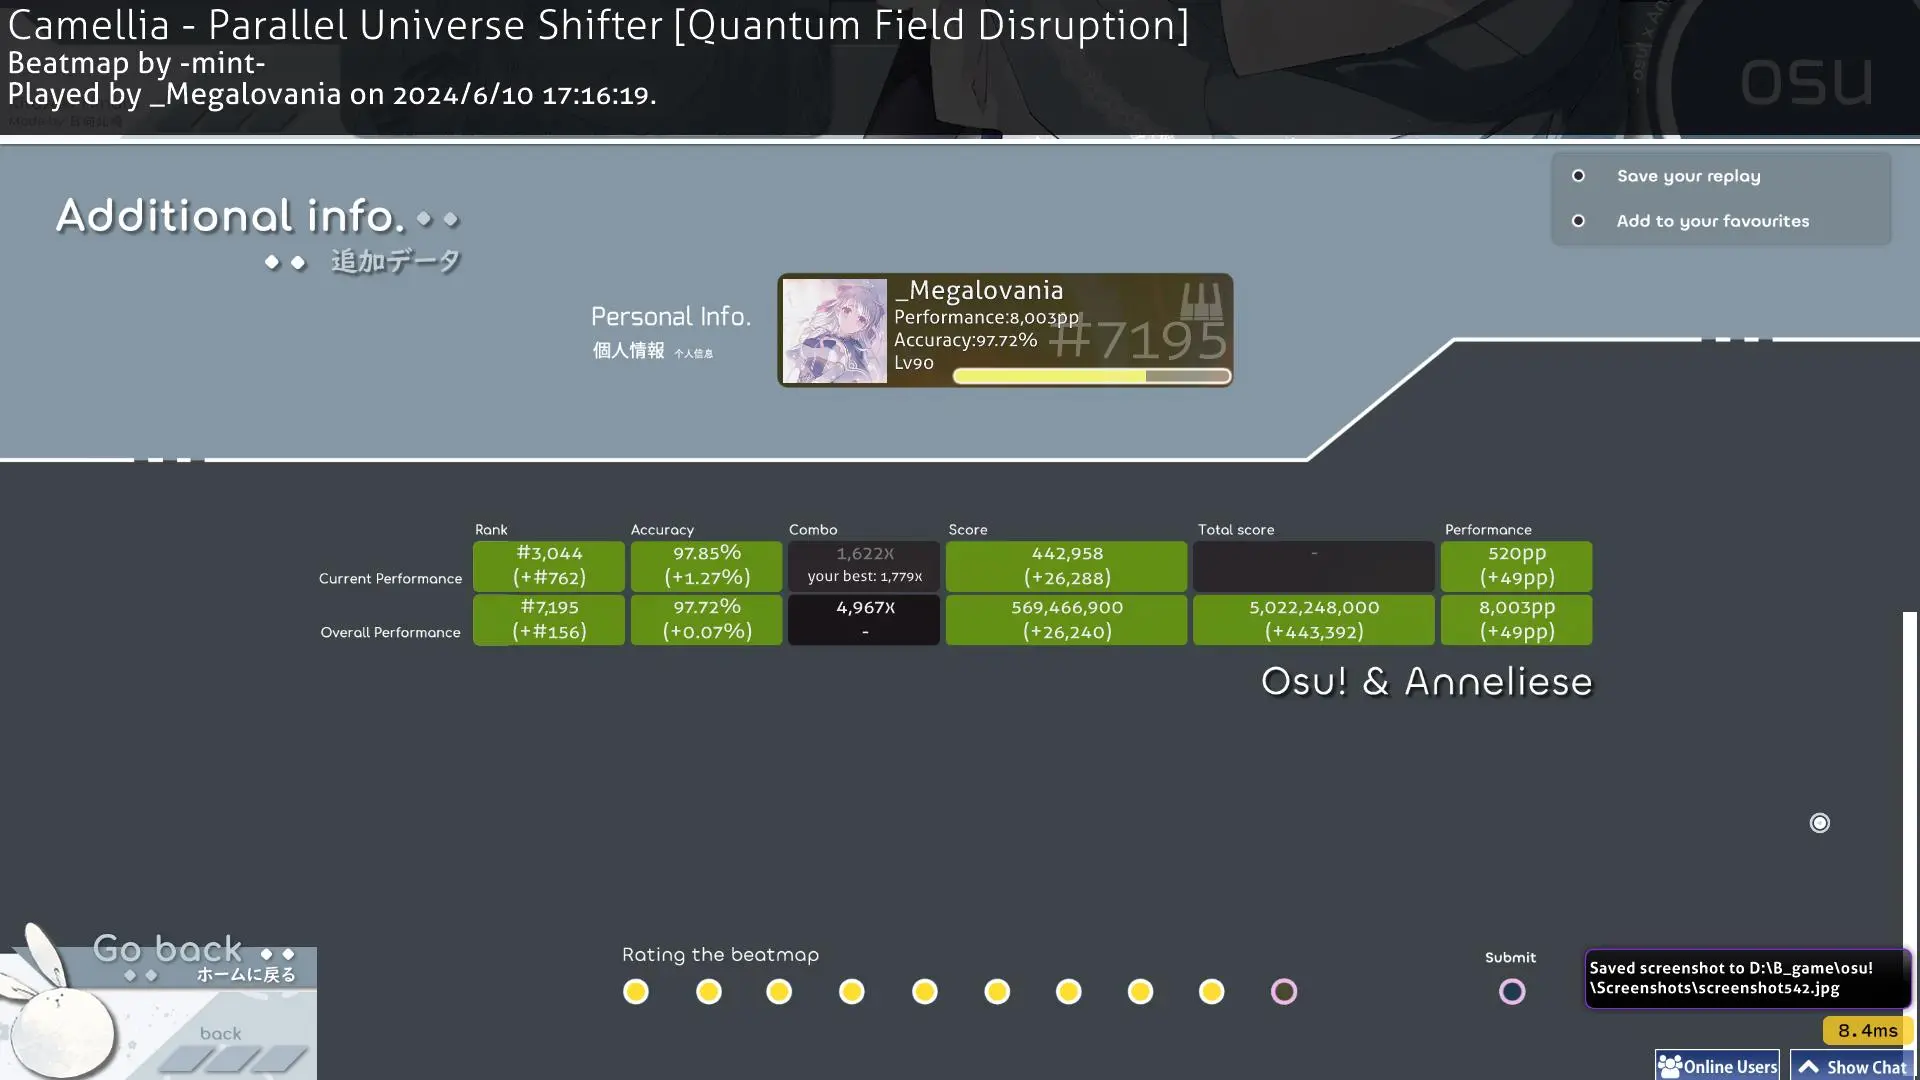 Camellia - Parallel Universe Shifter [Quantum Field Disruption]
Beatmap by -mint-
Played by _Megalovania on 2024/6/10 17:16:19.
osu
Save your replay
Add to your favourites
Additional info.
追加データ
Personal Info.
個人情報 个人信息
_Megalovania
Performance:8,003pp
Accuracy:97.72%
Lv90
#7195
Rank Accuracy Combo Score Total score Performance
Current Performance
#3,044 97.85% 1,622x 442,958 - 520pp
(+#762) (+1.27%) your best: 1,779x (+26,288) (+49pp)
Overall Performance
#7,195 97.72% 4,967x 569,466,900 5,022,248,000 8,003pp
(+#156) (+0.07%) - (+26,240) (+443,392) (+49pp)
Osu! & Anneliese
Go back
ホームに戻る
back
Rating the beatmap
Submit
Saved screenshot to D:\B_game\osu!
\Screenshots\screenshot542.jpg
8.4ms
Online Users
Show Chat